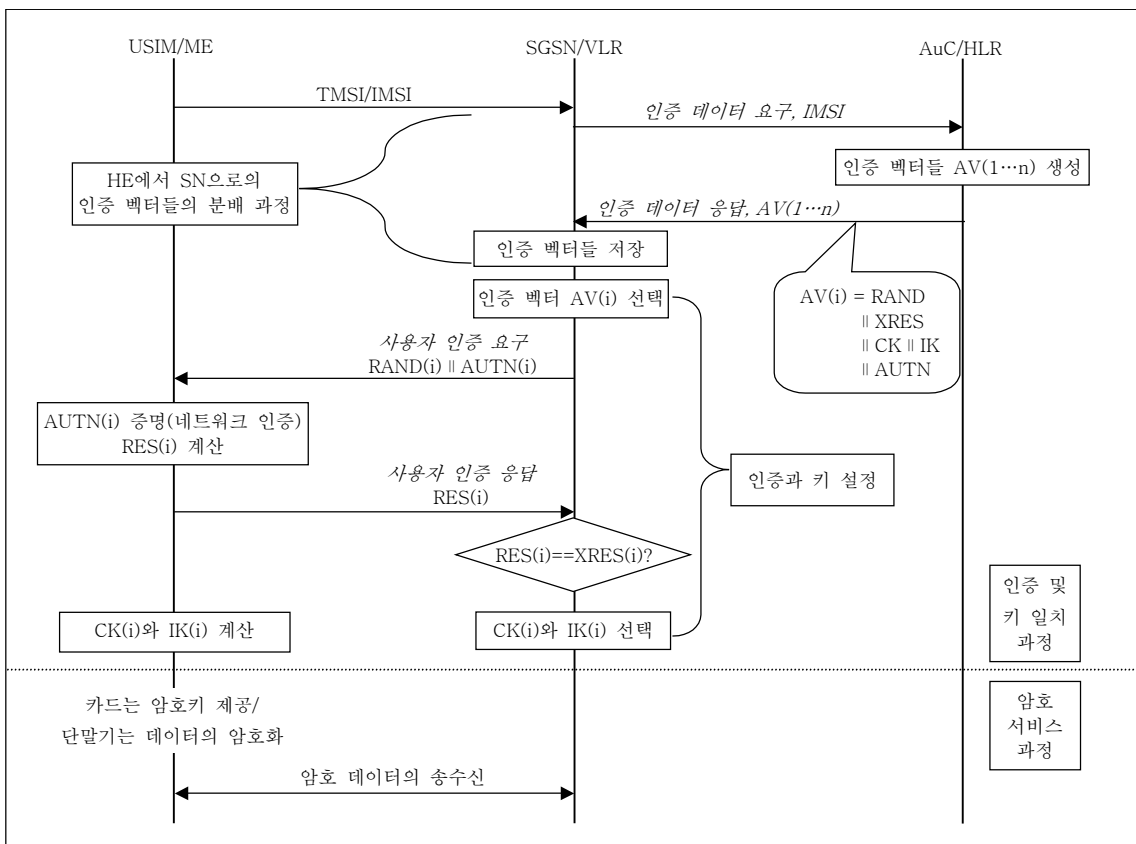 USIM/ME
SGSN/VLR
AuC/HLR
TMSI/IMSI
인증 데이터 요구, IMSI
인증 벡터들 AV(1…n) 생성
HE에서 SN으로의
인증 벡터들의 분배 과정
인증 데이터 응답, AV(1…n)
인증 벡터들 저장
인증 벡터 AV(i) 선택
AV(i) = RAND
∥ XRES
∥ CK ∥ IK
∥ AUTN
사용자 인증 요구
RAND(i) ∥ AUTN(i)
AUTN(i) 증명(네트워크 인증)
RES(i) 계산
사용자 인증 응답
RES(i)
인증과 키 설정
RES(i)==XRES(i)?
CK(i)와 IK(i) 계산
CK(i)와 IK(i) 선택
인증 및
키 일치
과정
카드는 암호키 제공/
단말기는 데이터의 암호화
암호
서비스
과정
암호 데이터의 송수신